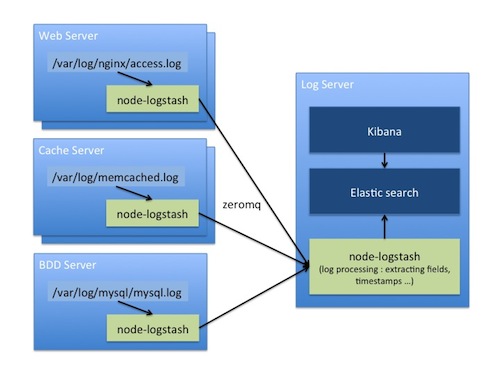 Web Server
/var/log/nginx/access.log
node-logstash
Cache Server
/var/log/memcached.log
node-logstash
BDD Server
/var/log/mysql/mysql.log
node-logstash
zeromq
Log Server
Kibana
Elastic search
node-logstash
(log processing : extracting fields,
timestamps ...)